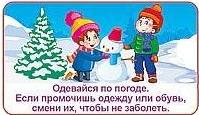 Одевайся по погоде.
Если промочишь одежду или обувь,
смени их, чтобы не заболеть.